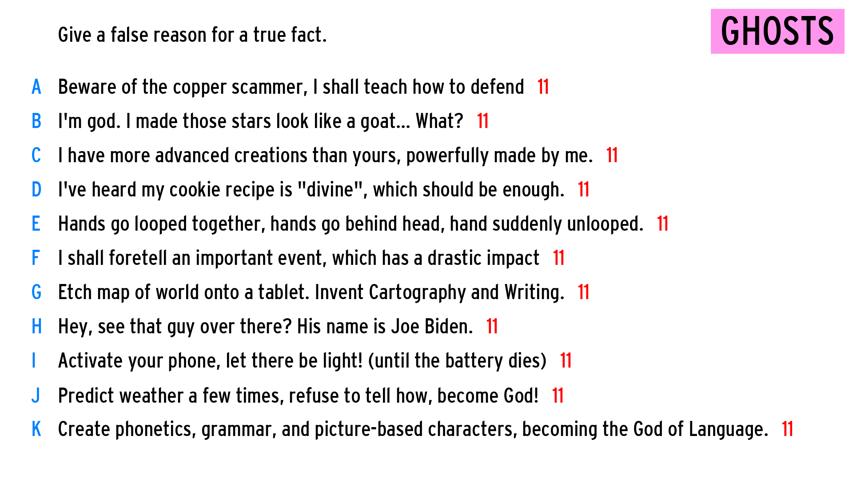 Give a false reason for a true fact.
GHOSTS
A Beware of the copper scammer, I shall teach how to defend 11
B I'm god. I made those stars look like a goat... What? 11
C I have more advanced creations than yours, powerfully made by me. 11
D I've heard my cookie recipe is "divine", which should be enough. 11
E Hands go looped together, hands go behind head, hand suddenly unlooped. 11
F I shall foretell an important event, which has a drastic impact 11
G Etch map of world onto a tablet. Invent Cartography and Writing. 11
H Hey, see that guy over there? His name is Joe Biden. 11
I Activate your phone, let there be light! (until the battery dies) 11
J Predict weather a few times, refuse to tell how, become God! 11
K Create phonetics, grammar, and picture-based characters, becoming the God of Language. 11